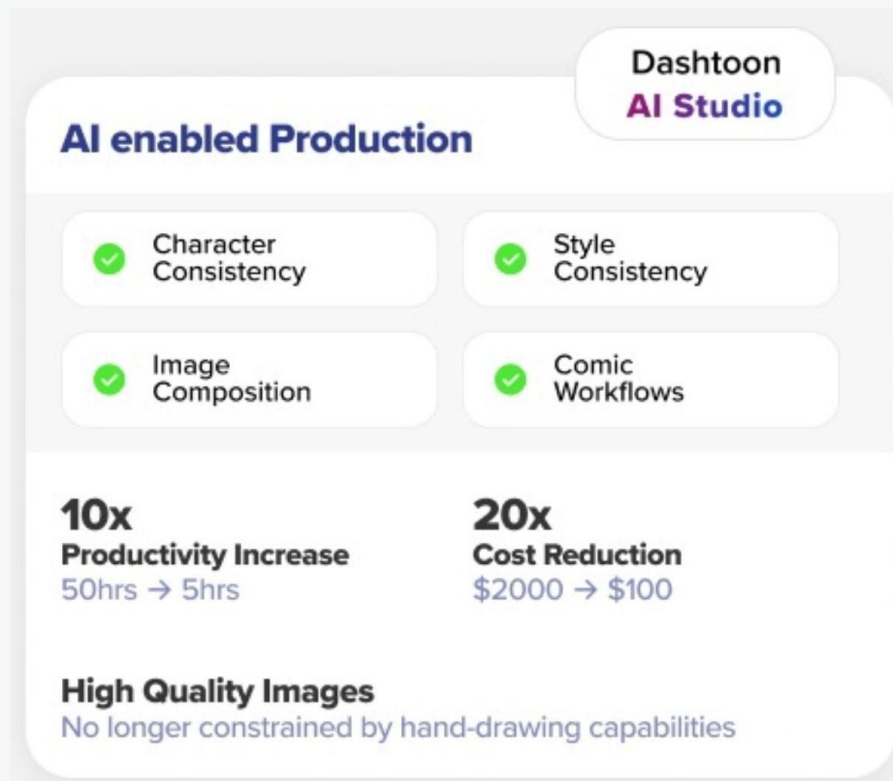 Dashtoon
AI Studio
AI enabled Production
Character
Consistency
Style
Consistency
Image
Composition
Comic
Workflows
10x
Productivity Increase
50hrs → 5hrs
20x
Cost Reduction
$2000 → $100
High Quality Images
No longer constrained by hand-drawing capabilities